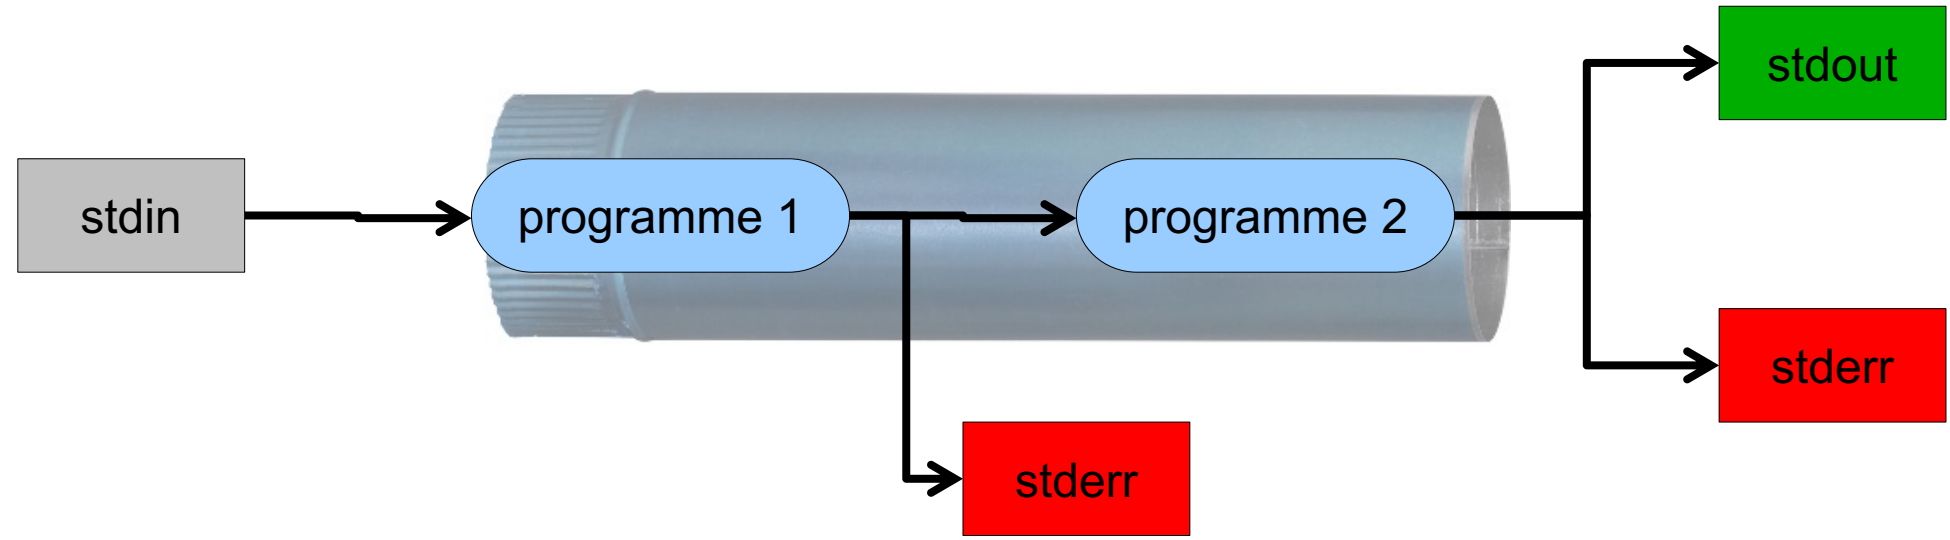 stdout
stdin
programme 1
programme 2
stderr
stderr